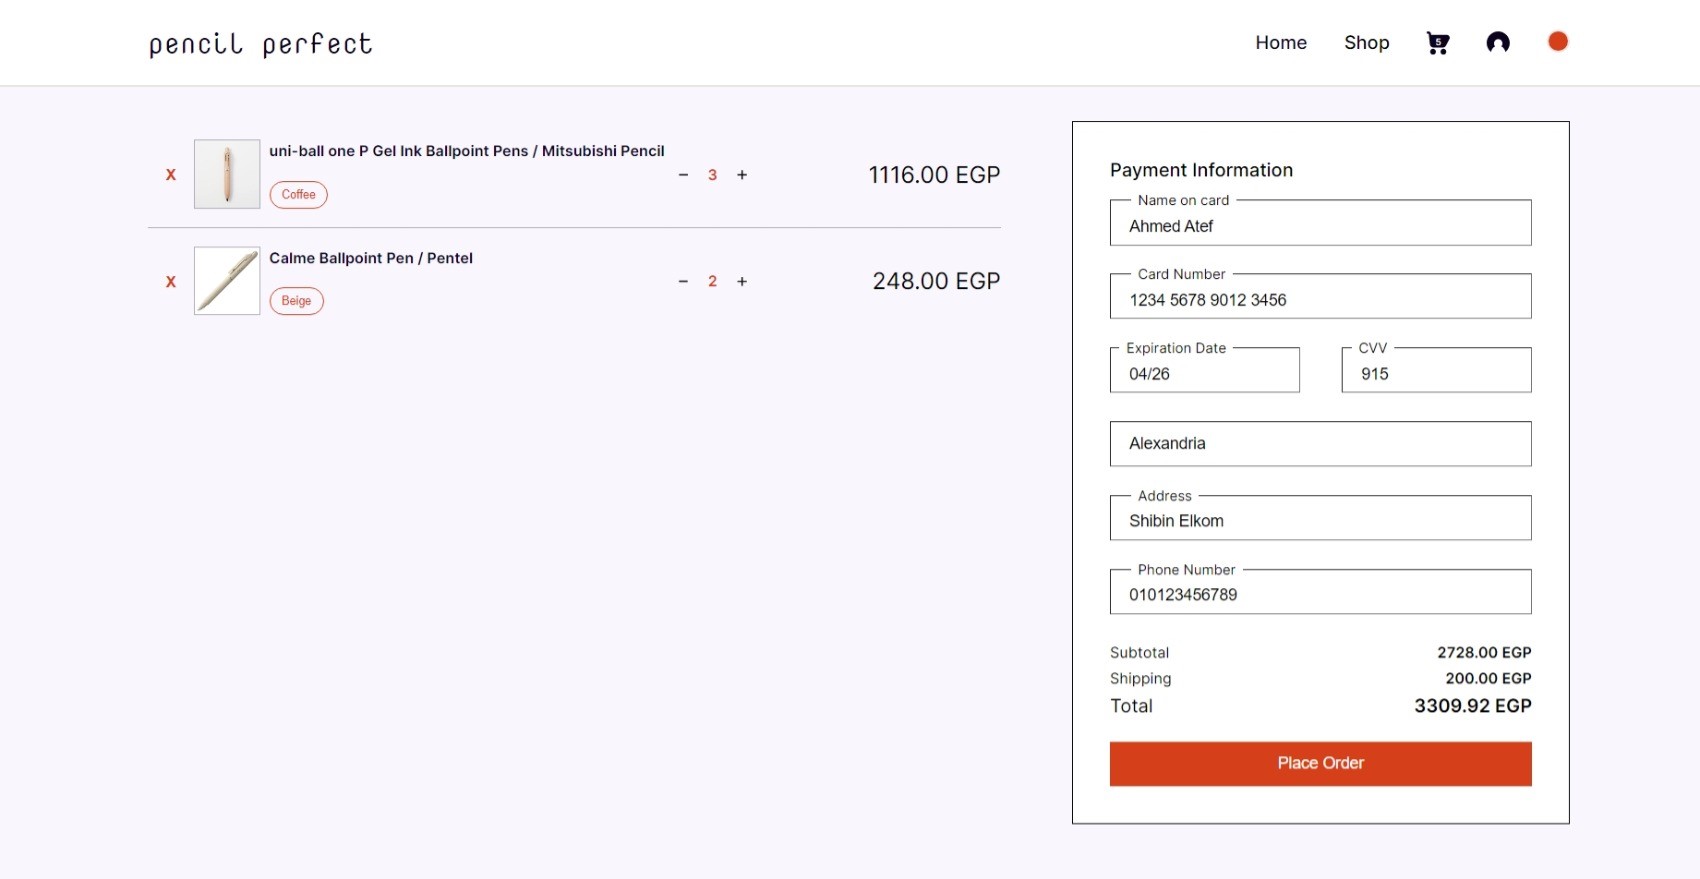 pencil perfect
Home Shop 5
X uni-ball one P Gel Ink Ballpoint Pens / Mitsubishi Pencil − 3 + 1116.00 EGP
Coffee
X Calme Ballpoint Pen / Pentel − 2 + 248.00 EGP
Beige
Payment Information
Name on card
Ahmed Atef
Card Number
1234 5678 9012 3456
Expiration Date CVV
04/26 915
Alexandria
Address
Shibin Elkom
Phone Number
010123456789
Subtotal 2728.00 EGP
Shipping 200.00 EGP
Total 3309.92 EGP
Place Order